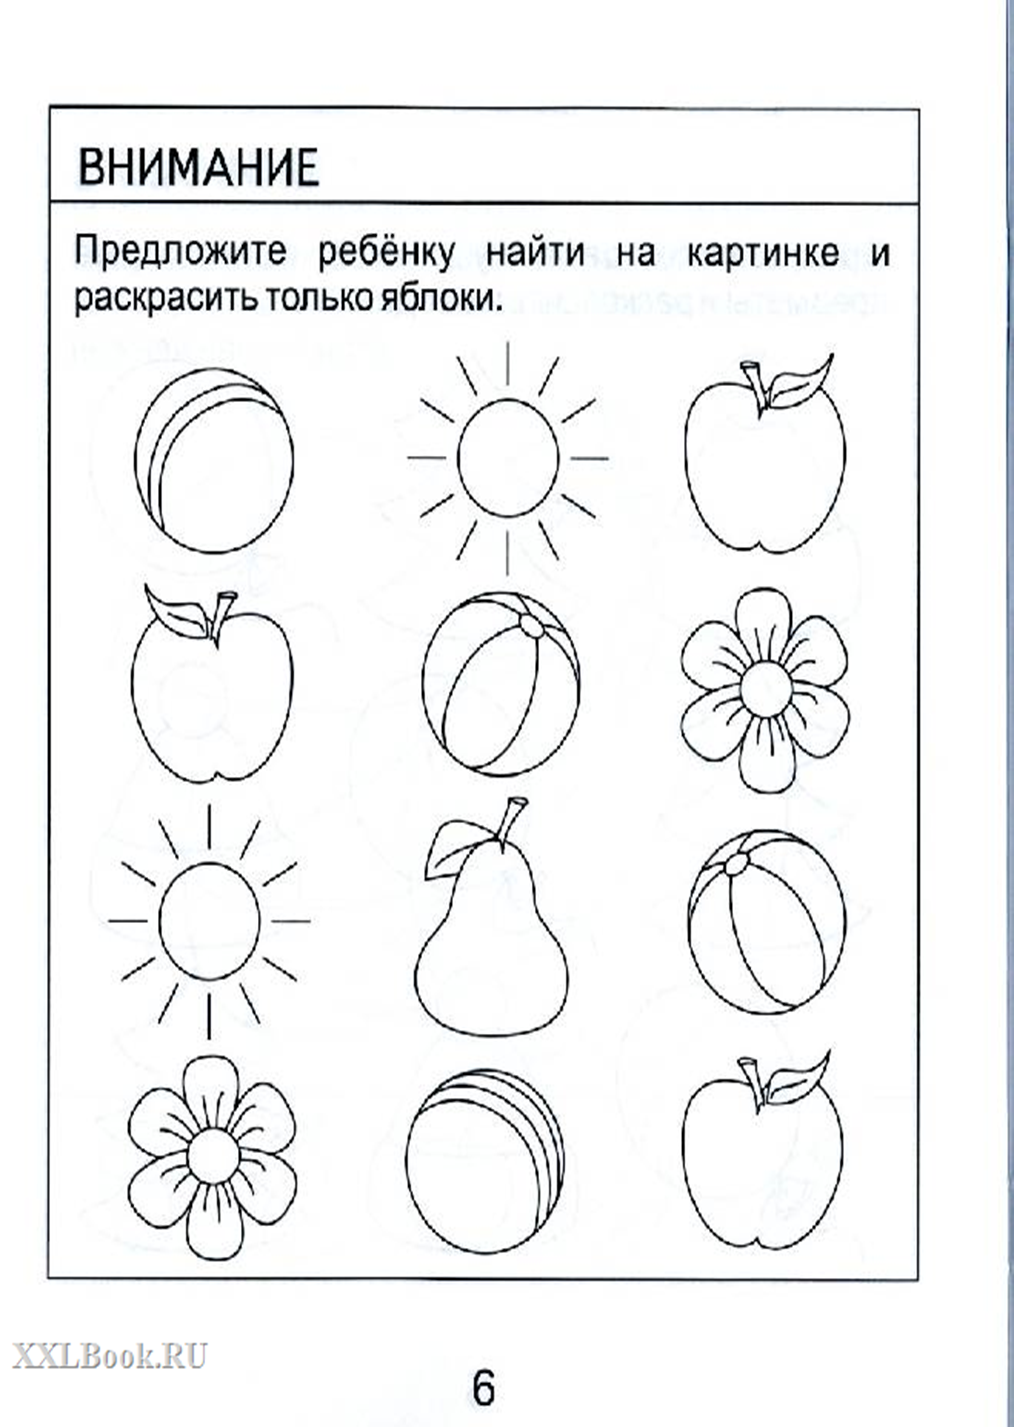 ВНИМАНИЕ
Предложите ребёнку найти на картинке и
раскрасить только яблоки.
XXLBook.RU
6